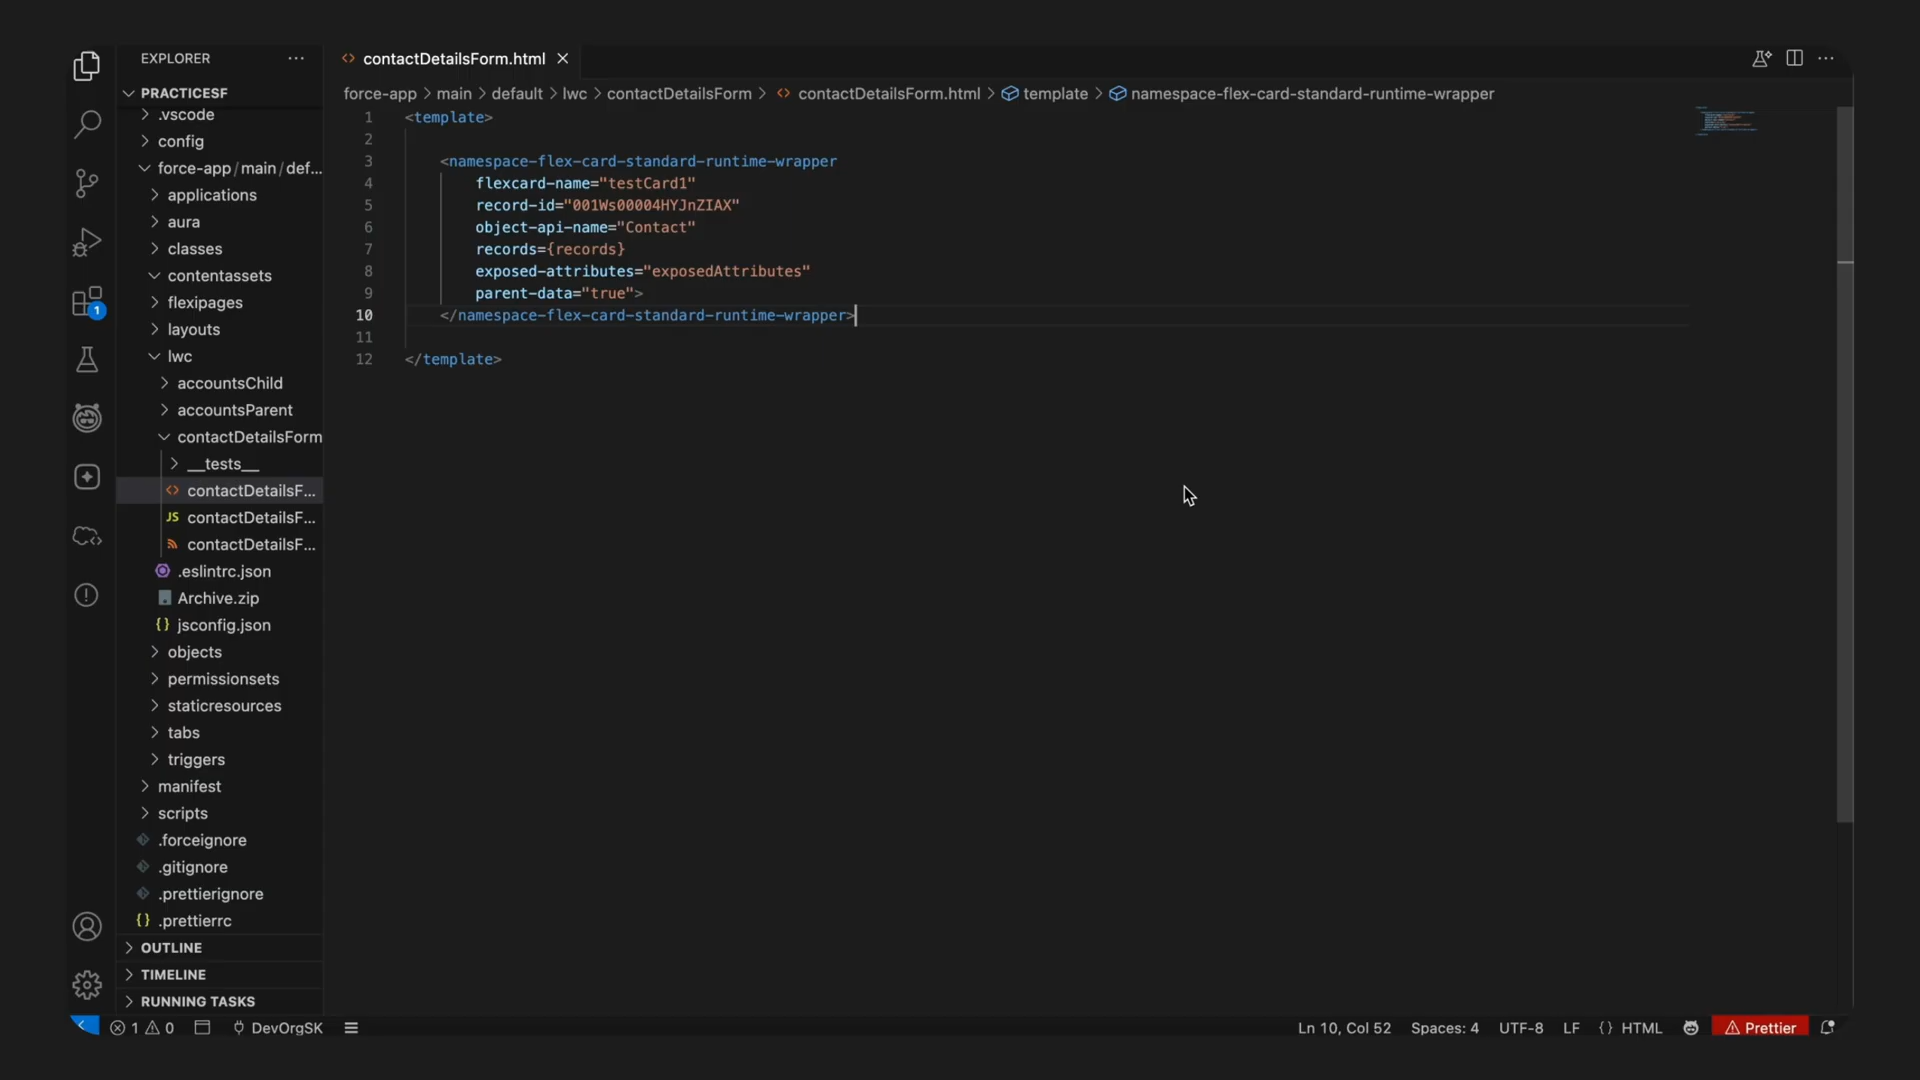 EXPLORER
PRACTICESF
.vscode
config
force-app/main/def...
applications
aura
classes
contentassets
flexipages
layouts
lwc
accountsChild
accountsParent
contactDetailsForm
__tests__
contactDetailsF...
JS contactDetailsF...
contactDetailsF...
.eslintrc.json
Archive.zip
{} jsconfig.json
objects
permissionsets
staticresources
tabs
triggers
manifest
scripts
.forceignore
.gitignore
.prettierignore
{} .prettierrc
OUTLINE
TIMELINE
RUNNING TASKS
1
contactDetailsForm.html
force-app > main > default > lwc > contactDetailsForm > contactDetailsForm.html > template > namespace-flex-card-standard-runtime-wrapper
1 <template>
2
3 <namespace-flex-card-standard-runtime-wrapper
4 flexcard-name="testCard1"
5 record-id="001Ws00004HYJnZIAX"
6 object-api-name="Contact"
7 records={records}
8 exposed-attributes="exposedAttributes"
9 parent-data="true">
10 </namespace-flex-card-standard-runtime-wrapper>
11
12 </template>
1 0 DevOrgSK
Ln 10, Col 52 Spaces: 4 UTF-8 LF {} HTML Prettier